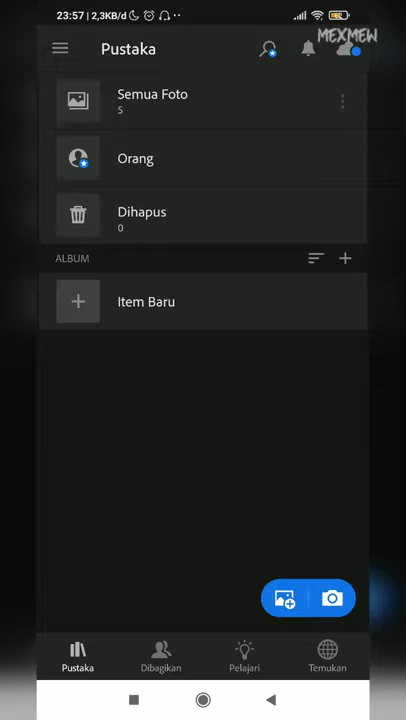 23:57 | 2,3KB/d
62
MEXMEW
Pustaka
Semua Foto
5
Orang
Dihapus
0
ALBUM
Item Baru
Pustaka
Dibagikan
Pelajari
Temukan